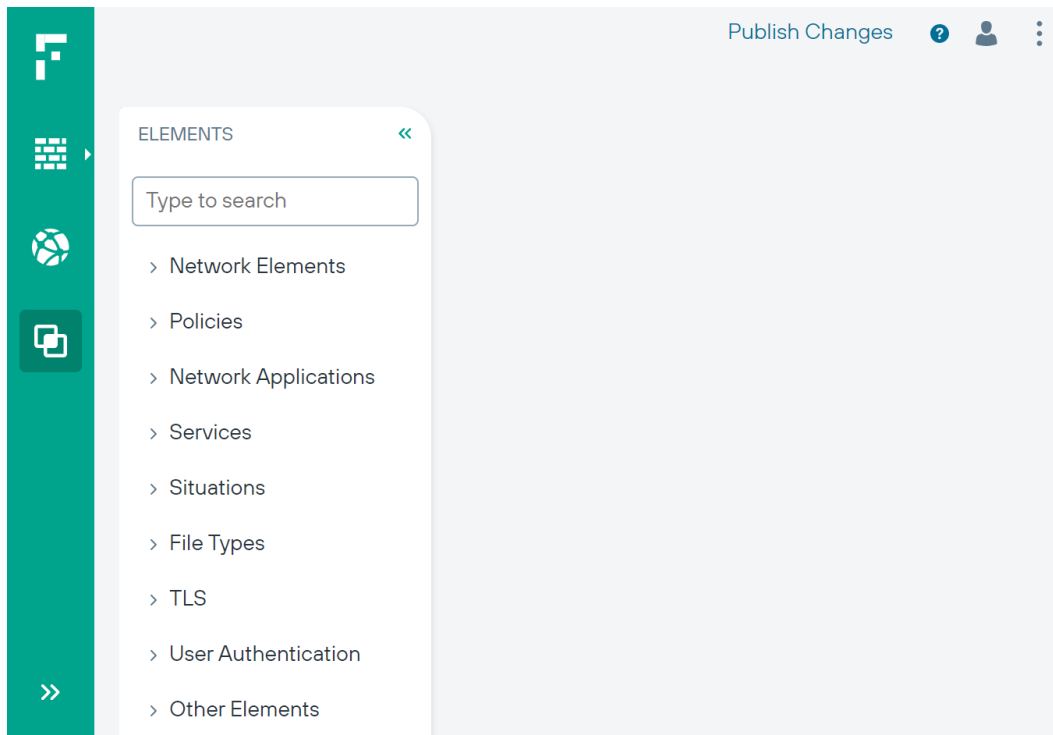 Publish Changes
ELEMENTS
Type to search
Network Elements
Policies
Network Applications
Services
Situations
File Types
TLS
User Authentication
Other Elements